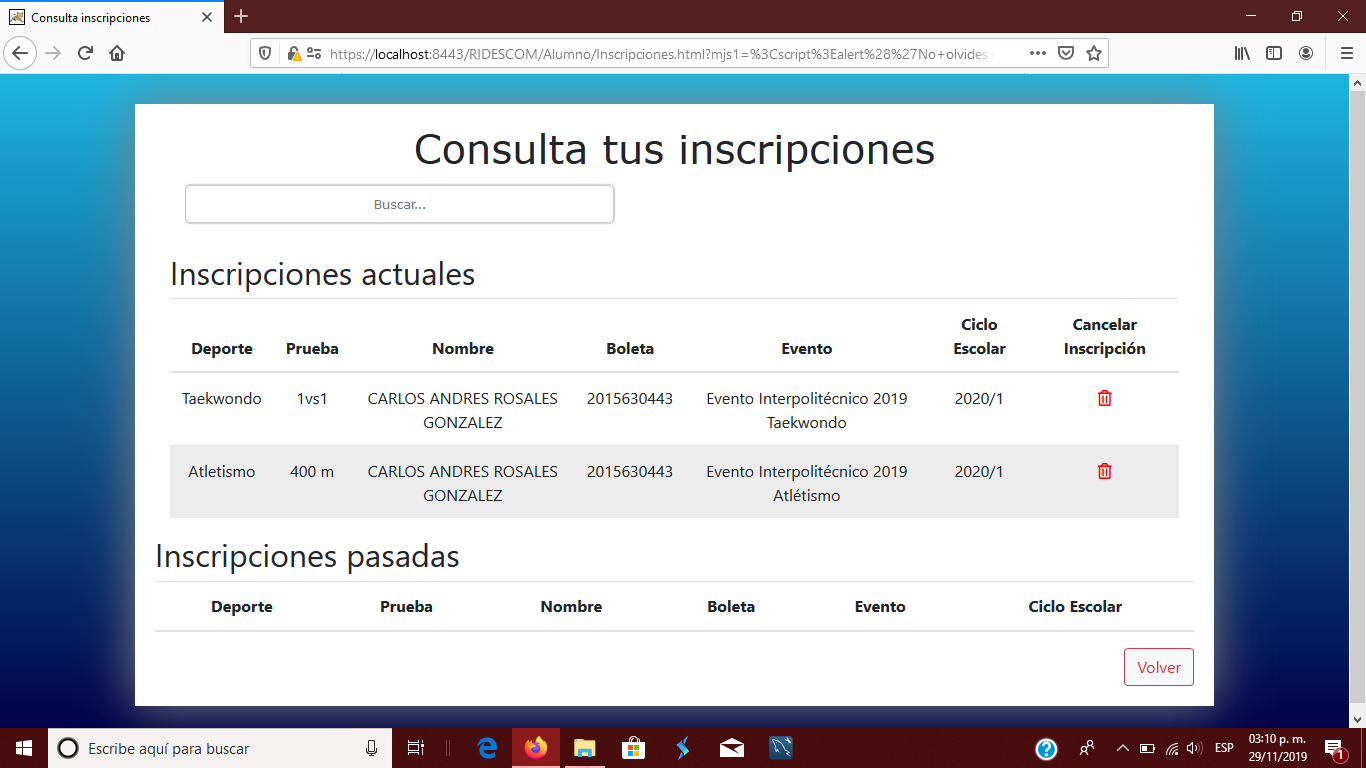 Consulta inscripciones
https://localhost:8443/RIDESCOM/Alumno/Inscripciones.html?mjs1=%3Cscript%3Ealert%28%27No+olvides
Consulta tus inscripciones
Buscar...
Inscripciones actuales
Deporte Prueba Nombre Boleta Evento Ciclo Escolar Cancelar Inscripción
Taekwondo 1vs1 CARLOS ANDRES ROSALES GONZALEZ 2015630443 Evento Interpolitécnico 2019 Taekwondo 2020/1
Atletismo 400 m CARLOS ANDRES ROSALES GONZALEZ 2015630443 Evento Interpolitécnico 2019 Atlétismo 2020/1
Inscripciones pasadas
Deporte Prueba Nombre Boleta Evento Ciclo Escolar
Volver
Escribe aquí para buscar
ESP
03:10 p. m.
29/11/2019
1